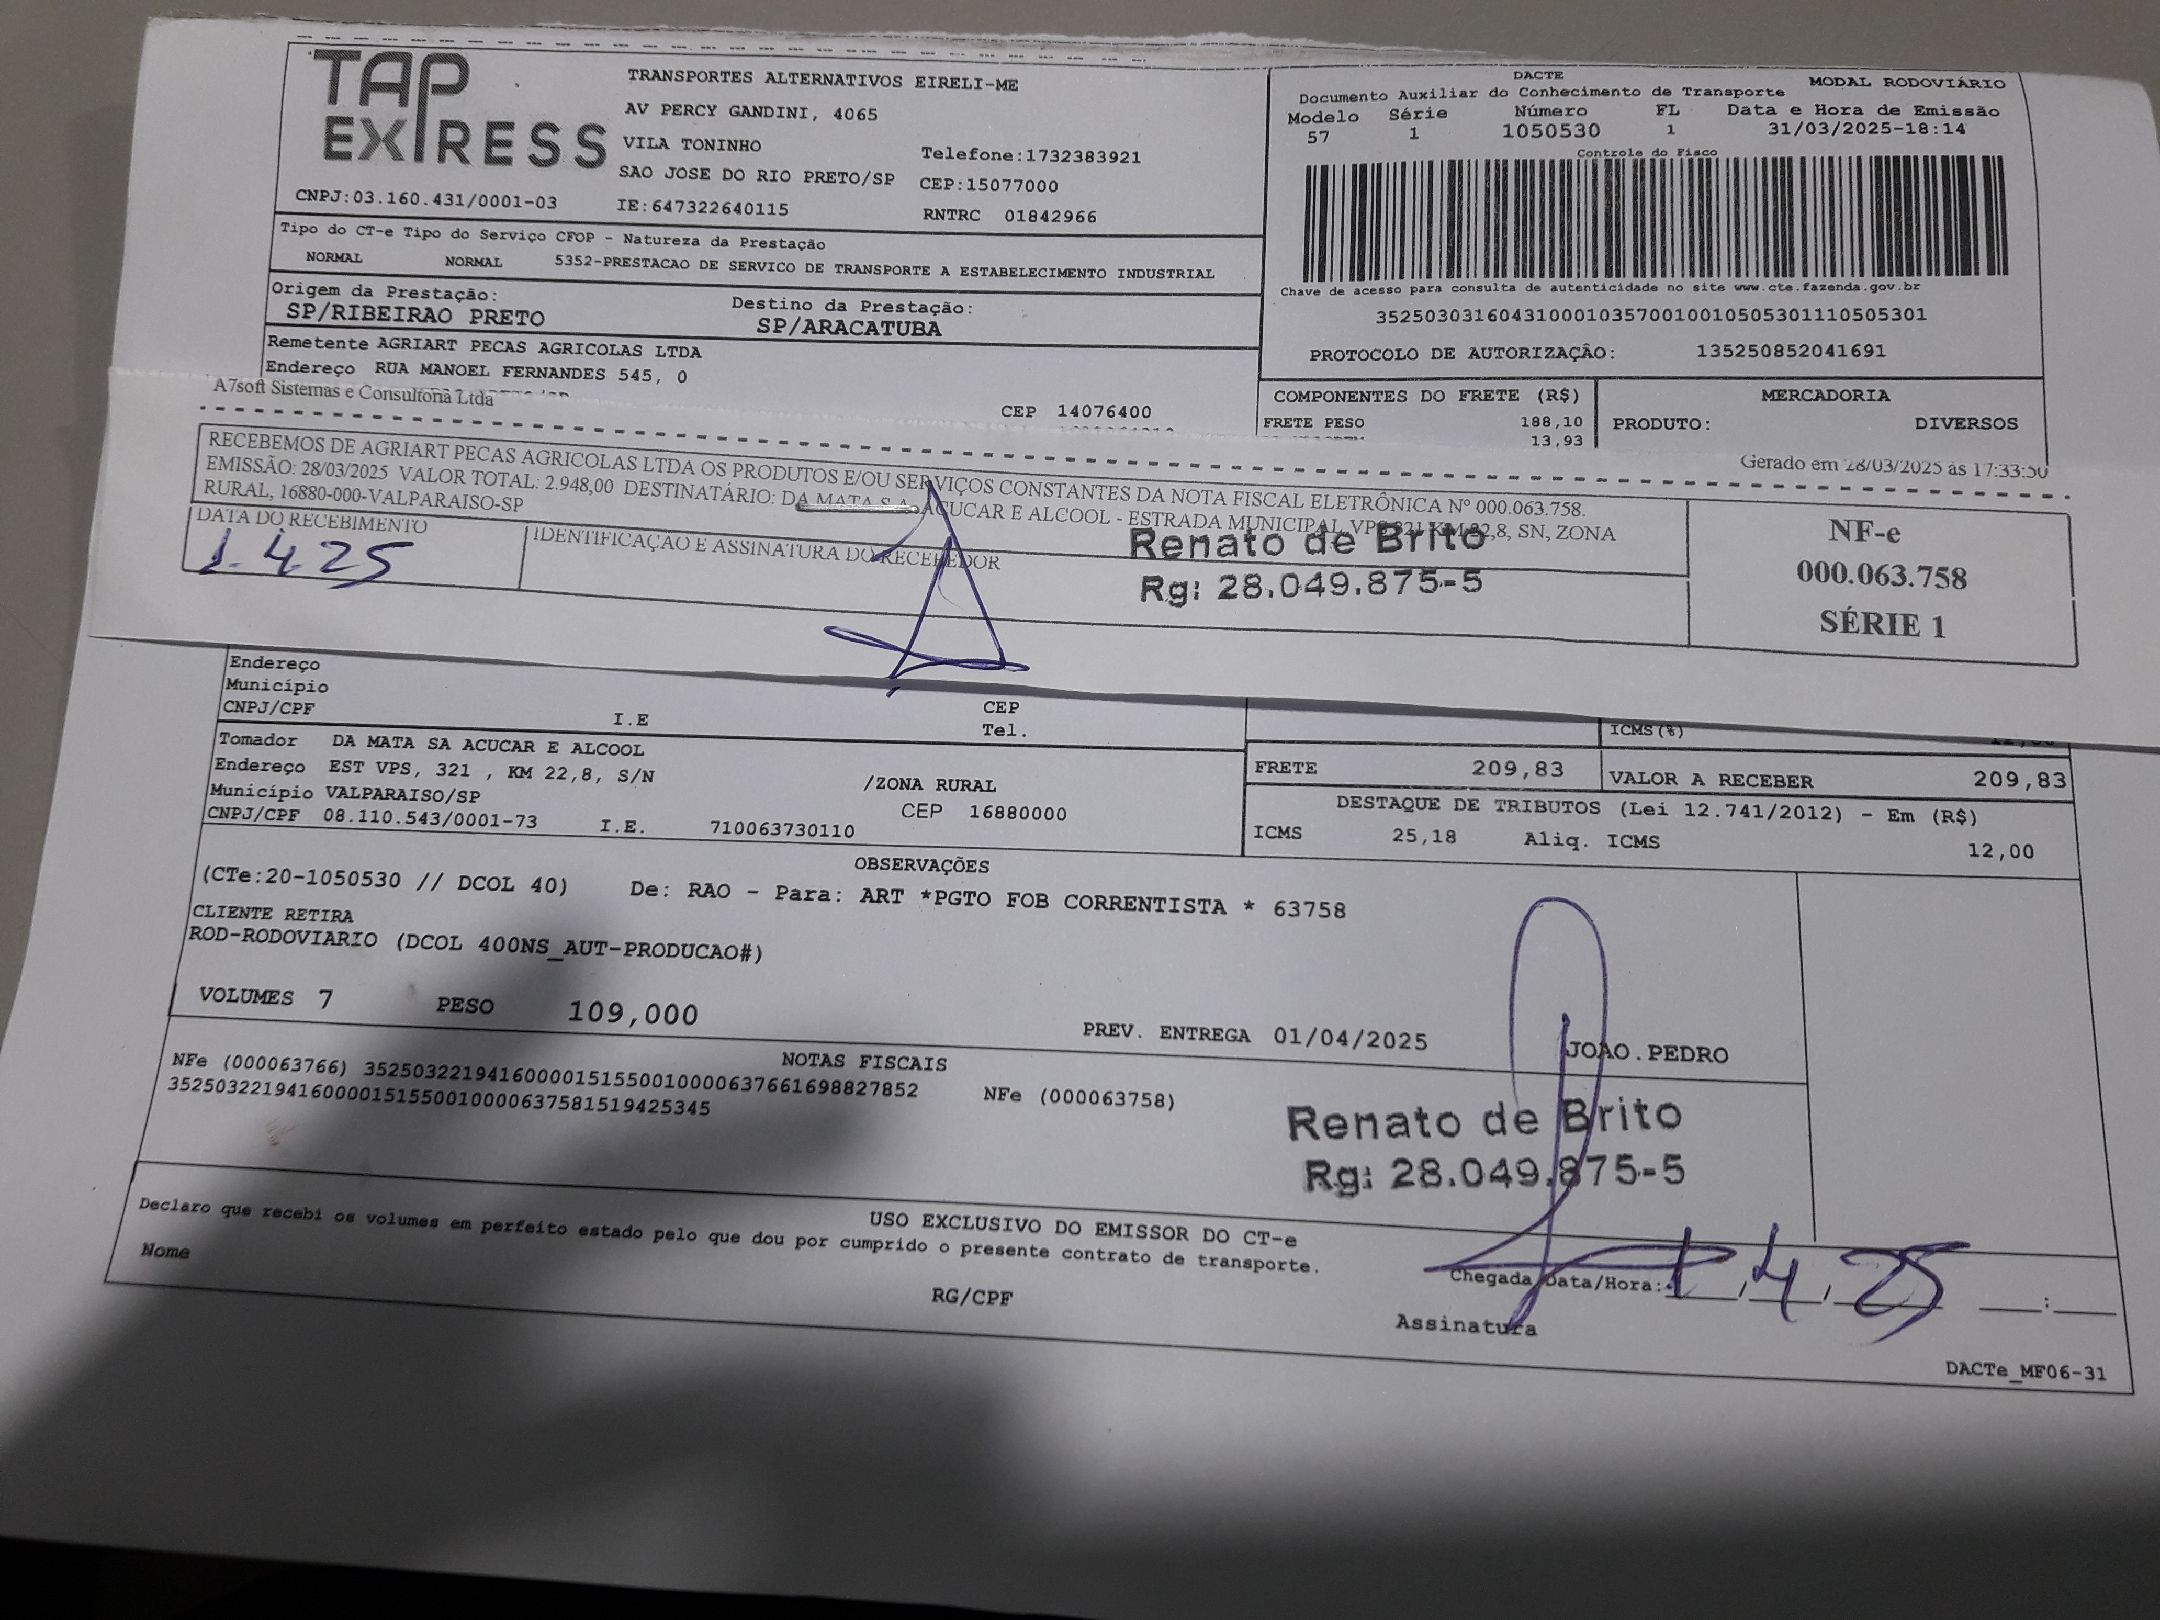 TAP EXPRESS
TRANSPORTES ALTERNATIVOS EIRELI-ME
AV PERCY GANDINI, 4065
VILA TONINHO
Telefone:1732383921
SAO JOSE DO RIO PRETO/SP CEP:15077000
CNPJ:03.160.431/0001-03 IE:647322640115 RNTRC 01842966
DACTE MODAL RODOVIÁRIO
Documento Auxiliar do Conhecimento de Transporte
Modelo Série Número FL Data e Hora de Emissão
57 1 1050530 1 31/03/2025-18:14
Controle do Fisco
Chave de acesso para consulta de autenticidade no site www.cte.fazenda.gov.br
35250303160431000103570010010505301110505301
PROTOCOLO DE AUTORIZAÇÃO: 135250852041691
Tipo do CT-e Tipo do Serviço CFOP - Natureza da Prestação
NORMAL NORMAL 5352-PRESTACAO DE SERVICO DE TRANSPORTE A ESTABELECIMENTO INDUSTRIAL
Origem da Prestação: Destino da Prestação:
SP/RIBEIRAO PRETO SP/ARACATUBA
Remetente AGRIART PECAS AGRICOLAS LTDA
Endereço RUA MANOEL FERNANDES 545, 0
CEP 14076400
COMPONENTES DO FRETE (R$) MERCADORIA
FRETE PESO 188,10 PRODUTO: DIVERSOS
13,93
A7soft Sistemas e Consultoria Ltda
Gerado em 28/03/2025 às 17:33:50
RECEBEMOS DE AGRIART PECAS AGRICOLAS LTDA OS PRODUTOS E/OU SERVIÇOS CONSTANTES DA NOTA FISCAL ELETRÔNICA Nº 000.063.758.
EMISSÃO: 28/03/2025 VALOR TOTAL: 2.948,00 DESTINATÁRIO: DA MATA S.A. AÇUCAR E ALCOOL - ESTRADA MUNICIPAL VPS 321 KM 22,8, SN, ZONA
RURAL, 16880-000-VALPARAISO-SP
DATA DO RECEBIMENTO IDENTIFICAÇÃO E ASSINATURA DO RECEBEDOR
1.4.25
Renato de Brito
Rg: 28.049.875-5
NF-e
000.063.758
SÉRIE 1
Endereço
Município CEP
CNPJ/CPF I.E Tel.
ICMS(%)
Tomador DA MATA SA ACUCAR E ALCOOL
Endereço EST VPS, 321 , KM 22,8, S/N /ZONA RURAL
Município VALPARAISO/SP CEP 16880000
CNPJ/CPF 08.110.543/0001-73 I.E. 710063730110
FRETE 209,83 VALOR A RECEBER 209,83
DESTAQUE DE TRIBUTOS (Lei 12.741/2012) - Em (R$)
ICMS 25,18 Aliq. ICMS 12,00
OBSERVAÇÕES
(CTe:20-1050530 // DCOL 40) De: RAO - Para: ART *PGTO FOB CORRENTISTA * 63758
CLIENTE RETIRA
ROD-RODOVIARIO (DCOL 400NS_AUT-PRODUCAO#)
VOLUMES 7 PESO 109,000
PREV. ENTREGA 01/04/2025 JOAO.PEDRO
NOTAS FISCAIS
NFe (000063766) 35250322194160000151550010000637661698827852 NFe (000063758)
35250322194160000151550010000637581519425345
Renato de Brito
Rg: 28.049.875-5
USO EXCLUSIVO DO EMISSOR DO CT-e
Declaro que recebi os volumes em perfeito estado pelo que dou por cumprido o presente contrato de transporte.
Nome RG/CPF Assinatura
Chegada Data/Hora: 1/4/25 ___:___
DACTe_MF06-31